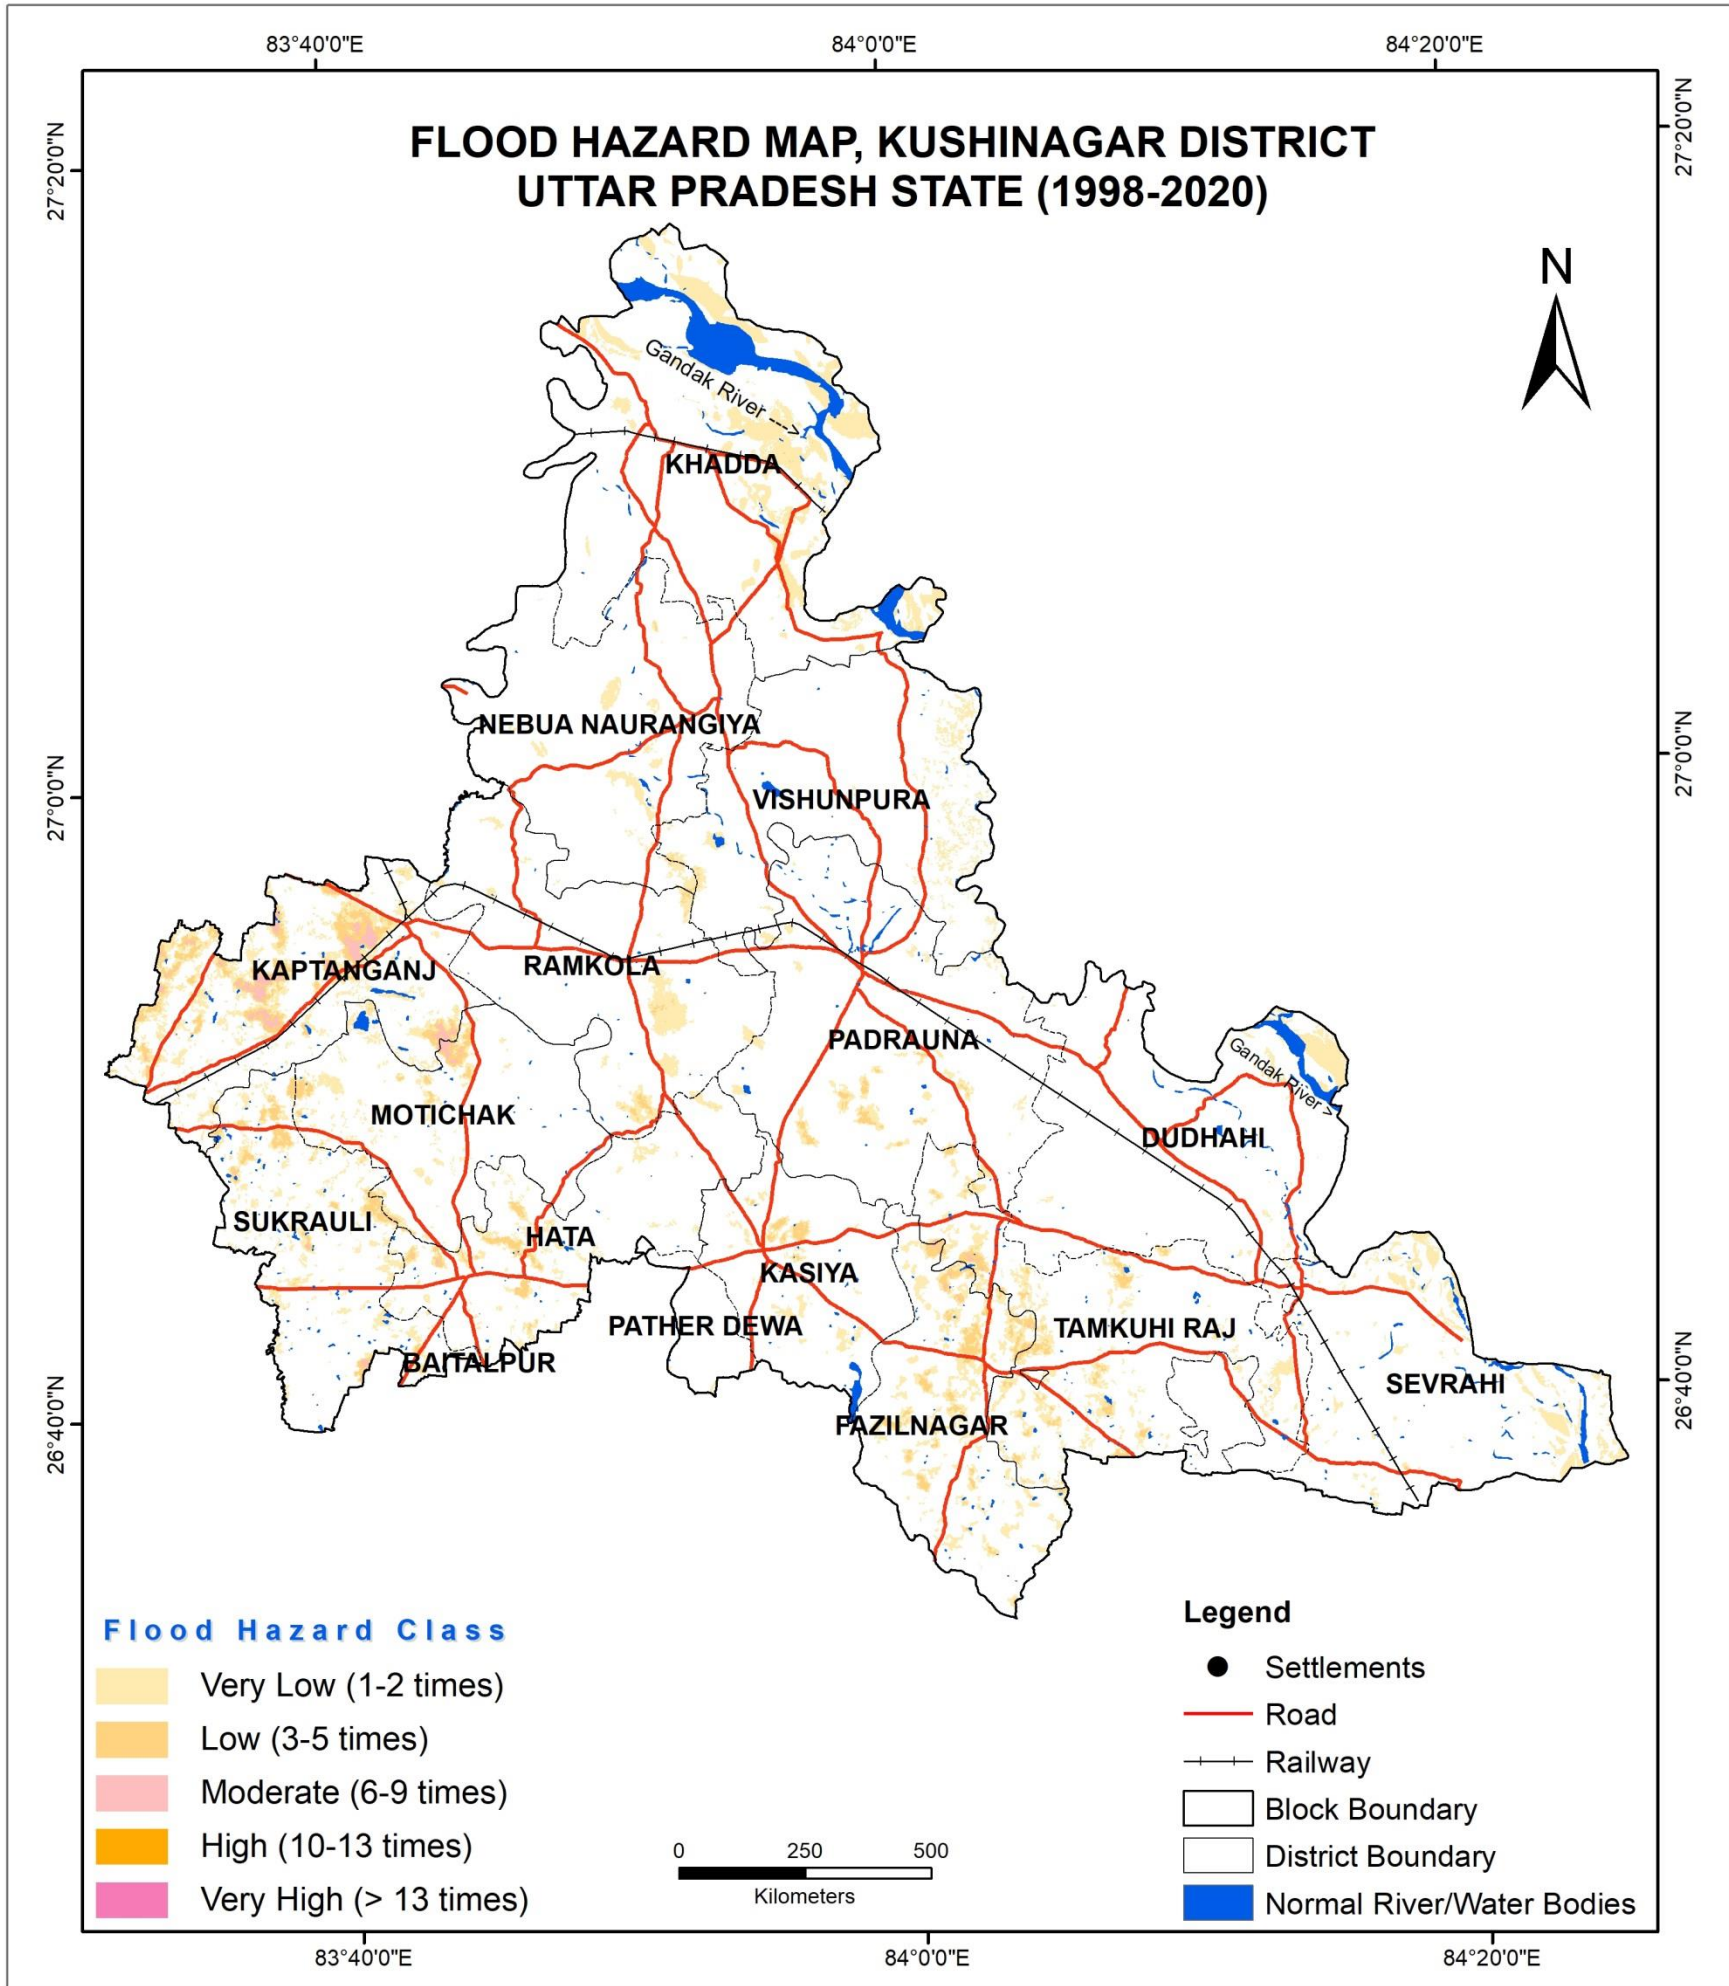 83°40'0"E
84°0'0"E
84°20'0"E
27°20'0"N
27°20'0"N
FLOOD HAZARD MAP, KUSHINAGAR DISTRICT
UTTAR PRADESH STATE (1998-2020)
N
Gandak River -->
KHADDA
NEBUA NAURANGIYA
27°0'0"N
27°0'0"N
VISHUNPURA
KAPTANGANJ
RAMKOLA
PADRAUNA
Gandak River >
MOTICHAK
DUDHAHI
SUKRAULI
HATA
KASIYA
PATHER DEWA
TAMKUHI RAJ
BAITALPUR
SEVRAHI
26°40'0"N
26°40'0"N
FAZILNAGAR
Flood Hazard Class
Very Low (1-2 times)
Low (3-5 times)
Moderate (6-9 times)
High (10-13 times)
Very High (> 13 times)
0 250 500
Kilometers
Legend
Settlements
Road
Railway
Block Boundary
District Boundary
Normal River/Water Bodies
83°40'0"E
84°0'0"E
84°20'0"E